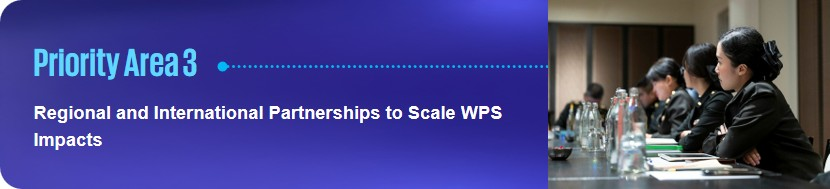 Priority Area 3
Regional and International Partnerships to Scale WPS
Impacts